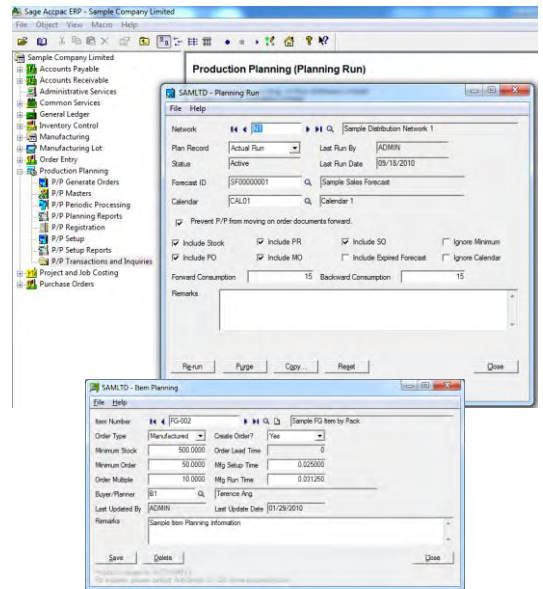 Sage Accpac ERP - Sample Company Limited
File Object View Macro Help
Sample Company Limited
Accounts Payable
Accounts Receivable
Administrative Services
Common Services
General Ledger
Inventory Control
Manufacturing
Manufacturing Lot
Order Entry
Production Planning
P/P Generate Orders
P/P Masters
P/P Periodic Processing
P/P Planning Reports
P/P Registration
P/P Setup
P/P Setup Reports
P/P Transactions and Inquiries
Project and Job Costing
Purchase Orders
Production Planning (Planning Run)
SAMLTD - Planning Run
File Help
Network N1 Sample Distribution Network 1
Plan Record Actual Run Last Run By ADMIN
Status Active Last Run Date 05/18/2010
Forecast ID SF00000001 Sample Sales Forecast
Calendar CAL01 Calendar 1
Prevent P/P from moving on order documents forward.
Include Stock Include PR Include SO Ignore Minimum
Include PO Include MO Include Expired Forecast Ignore Calendar
Forward Consumption 15 Backward Consumption 15
Remarks
Re-run Purge Copy... Reset Close
SAMLTD - Item Planning
File Help
Item Number FG-002 Sample FG Item by Pack
Order Type Manufactured Create Order? Yes
Minimum Stock 500.0000 Order Lead Time 0
Minimum Order 50.0000 Mfg Setup Time 0.025000
Order Multiple 10.0000 Mfg Run Time 0.031250
Buyer/Planner B1 Terence Ang
Last Updated By ADMIN Last Update Date 01/29/2010
Remarks Sample Item Planning Information
Save Delete Close